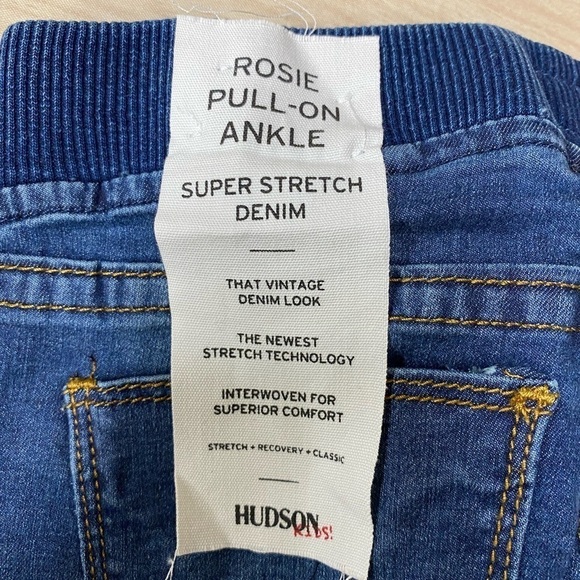 ROSIE
PULL-ON
ANKLE
SUPER STRETCH
DENIM
THAT VINTAGE
DENIM LOOK
THE NEWEST
STRETCH TECHNOLOGY
INTERWOVEN FOR
SUPERIOR COMFORT
STRETCH + RECOVERY + CLASSIC
HUDSON
KIDS!